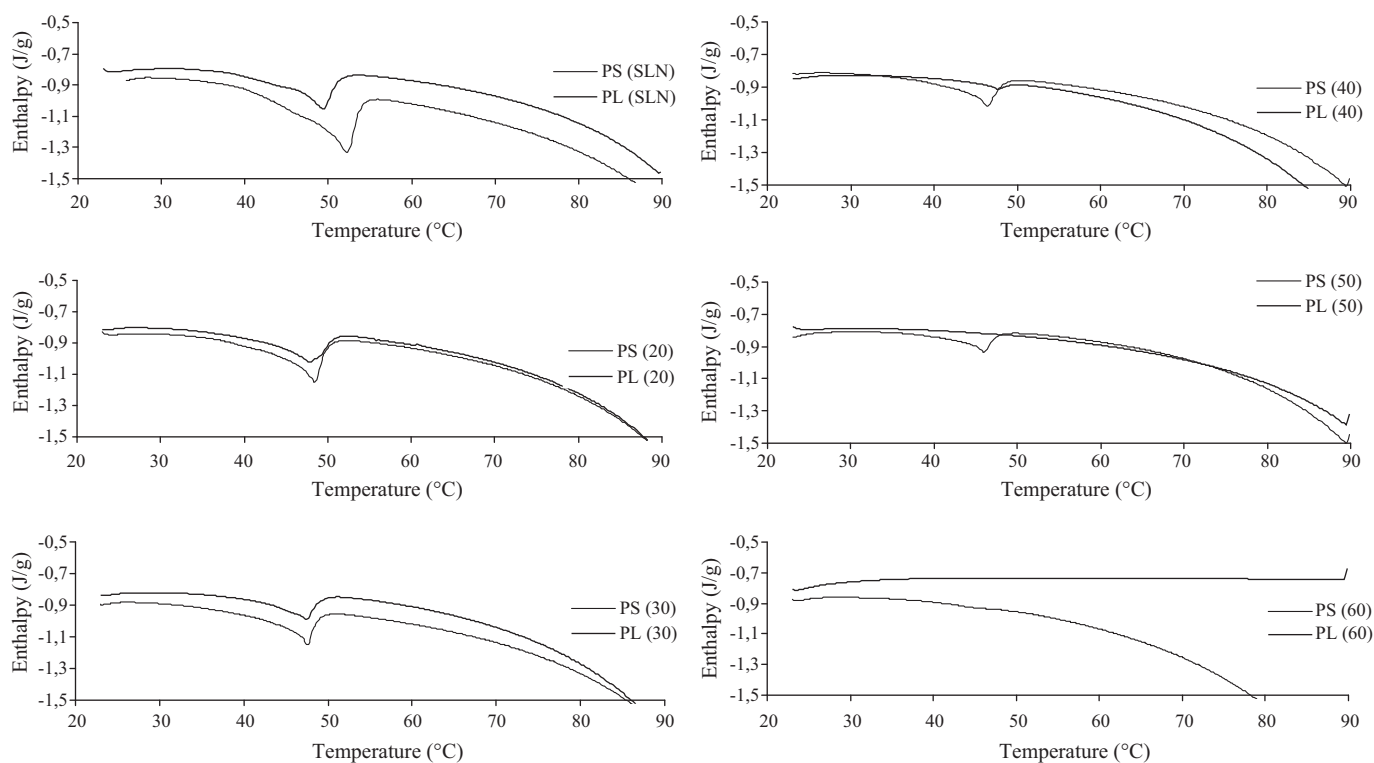 Enthalpy (J/g)
-0,5
-0,7
-0,9
-1,1
-1,3
-1,5
20 30 40 50 60 70 80 90
Temperature (°C)
PS (SLN)
PL (SLN)
Enthalpy (J/g)
-0,5
-0,7
-0,9
-1,1
-1,3
-1,5
20 30 40 50 60 70 80 90
Temperature (°C)
PS (40)
PL (40)
Enthalpy (J/g)
-0,5
-0,7
-0,9
-1,1
-1,3
-1,5
20 30 40 50 60 70 80 90
Temperature (°C)
PS (20)
PL (20)
Enthalpy (J/g)
-0,5
-0,7
-0,9
-1,1
-1,3
-1,5
20 30 40 50 60 70 80 90
Temperature (°C)
PS (50)
PL (50)
Enthalpy (J/g)
-0,5
-0,7
-0,9
-1,1
-1,3
-1,5
20 30 40 50 60 70 80 90
Temperature (°C)
PS (30)
PL (30)
Enthalpy (J/g)
-0,5
-0,7
-0,9
-1,1
-1,3
-1,5
20 30 40 50 60 70 80 90
Temperature (°C)
PS (60)
PL (60)